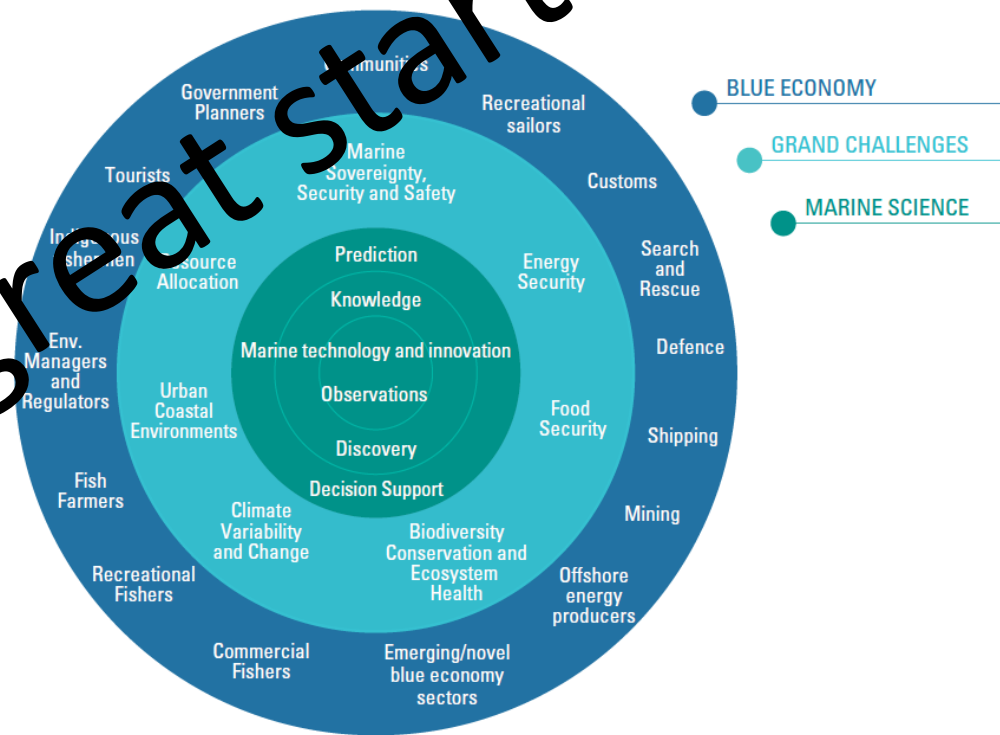 great start
BLUE ECONOMY
GRAND CHALLENGES
MARINE SCIENCE
Communities
Government
Planners
Recreational
sailors
Tourists
Customs
Indigenous
Fishermen
Search
and
Rescue
Env.
Managers
and
Regulators
Defence
Shipping
Fish
Farmers
Mining
Recreational
Fishers
Offshore
energy
producers
Commercial
Fishers
Emerging/novel
blue economy
sectors
Marine
Sovereignty,
Security and Safety
Resource
Allocation
Energy
Security
Urban
Coastal
Environments
Food
Security
Climate
Variability
and Change
Biodiversity
Conservation and
Ecosystem
Health
Prediction
Knowledge
Marine technology and innovation
Observations
Discovery
Decision Support